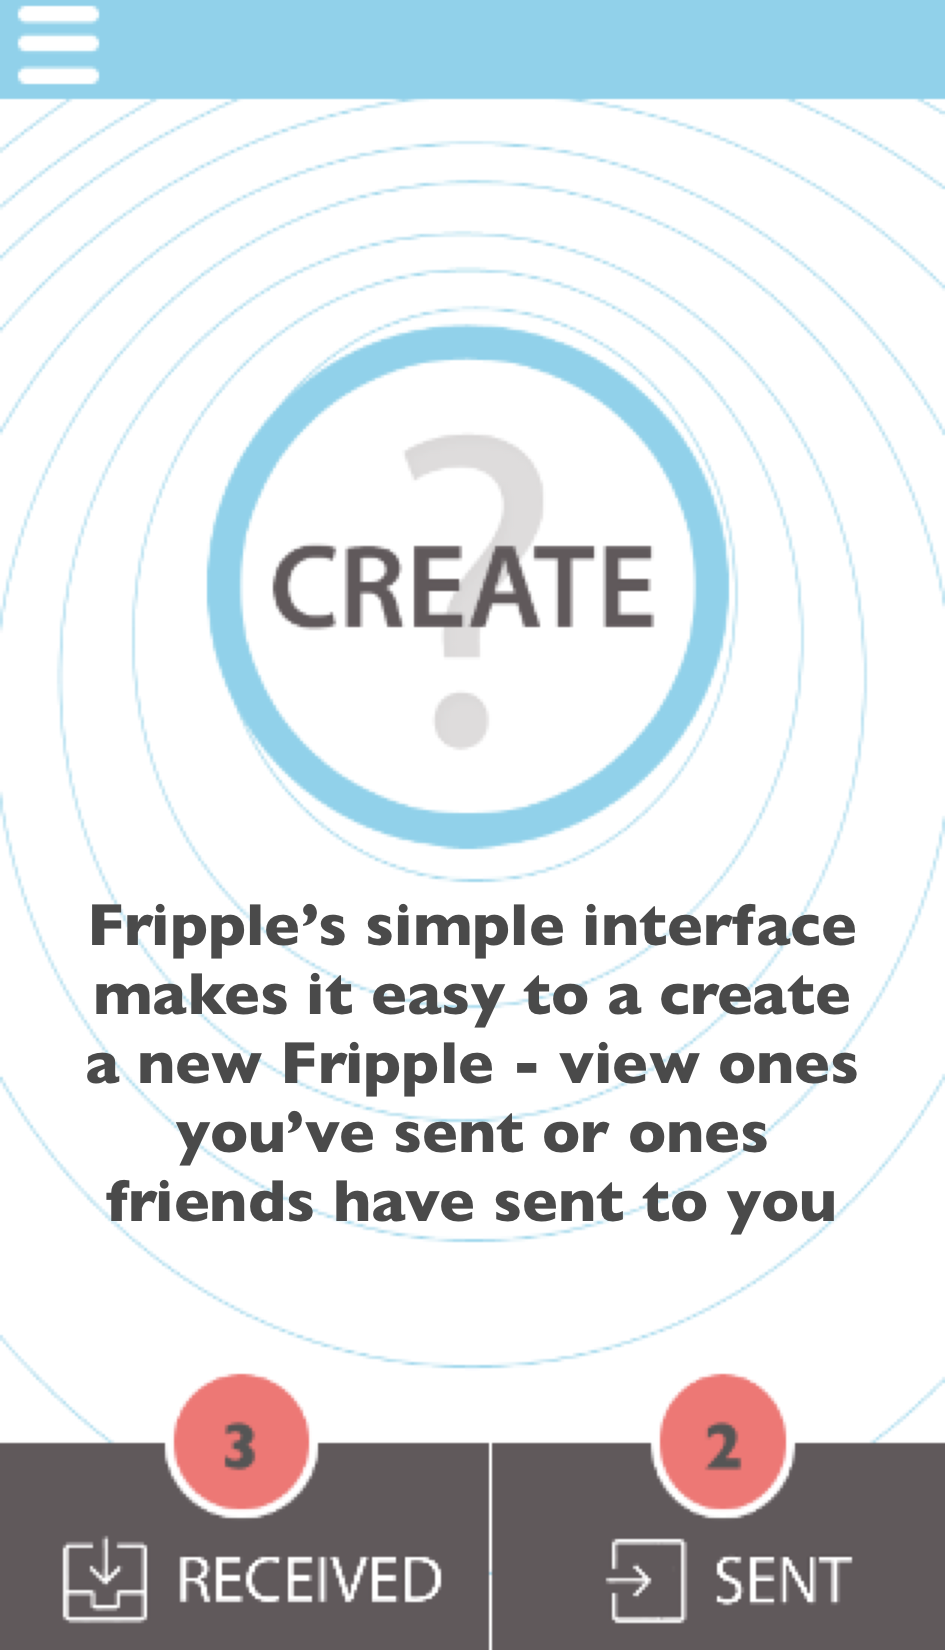 ?
CREATE
Fripple’s simple interface
makes it easy to a create
a new Fripple - view ones
you’ve sent or ones
friends have sent to you
3
2
RECEIVED
SENT